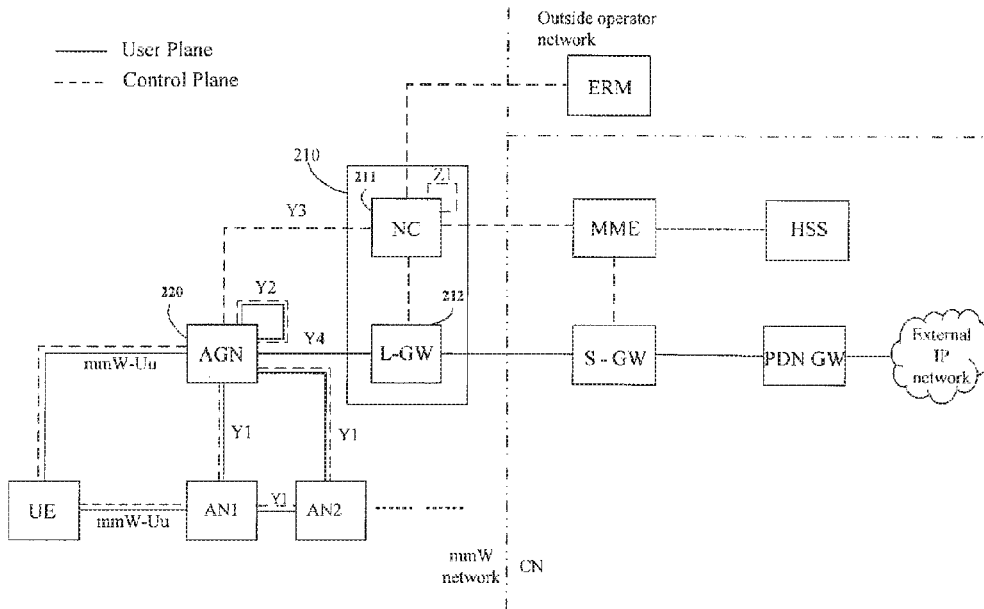 User Plane
Control Plane
Outside operator
network
ERM
210
211
Z1
NC
Y3
MME
HSS
220
Y2
212
AGN
Y4
L-GW
S - GW
PDN GW
External
IP
network
mmW-Uu
Y1
Y1
UE
mmW-Uu
AN1
Y1
AN2
mmW
network
CN